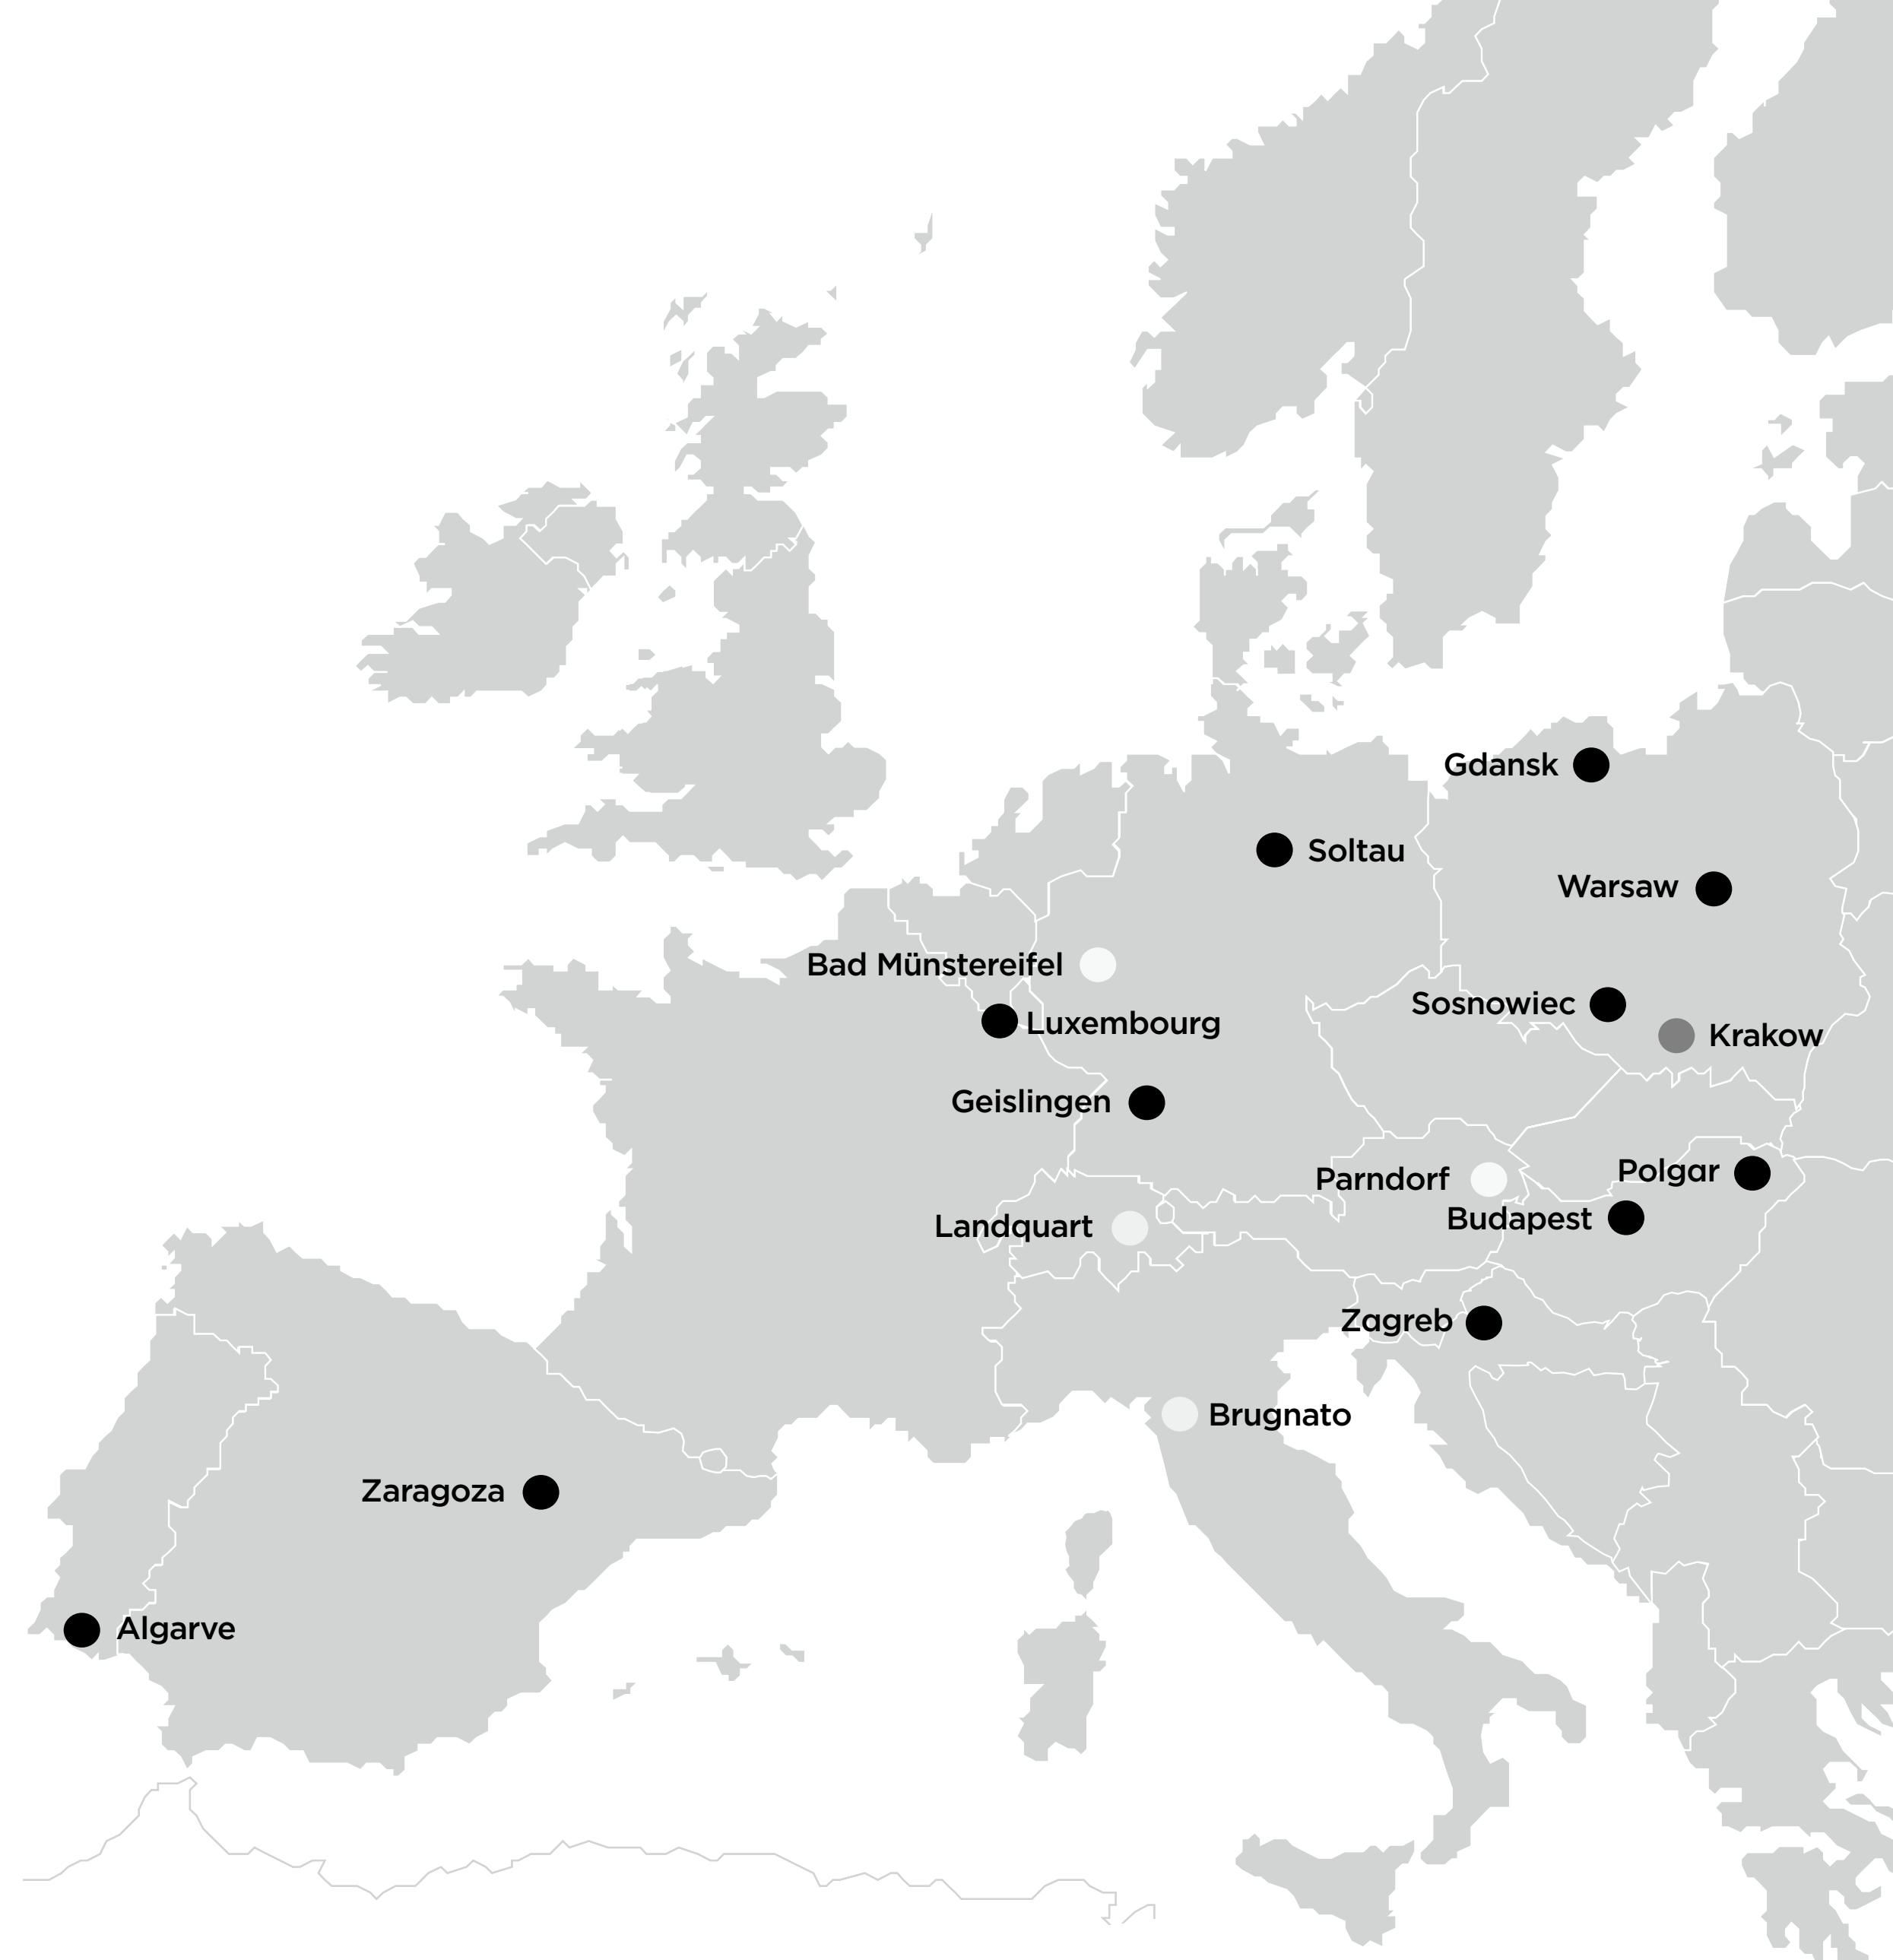 Gdansk
Soltau
Warsaw
Bad Münstereifel
Sosnowiec
Luxembourg
Krakow
Geislingen
Polgar
Parndorf
Budapest
Landquart
Zagreb
Brugnato
Zaragoza
Algarve